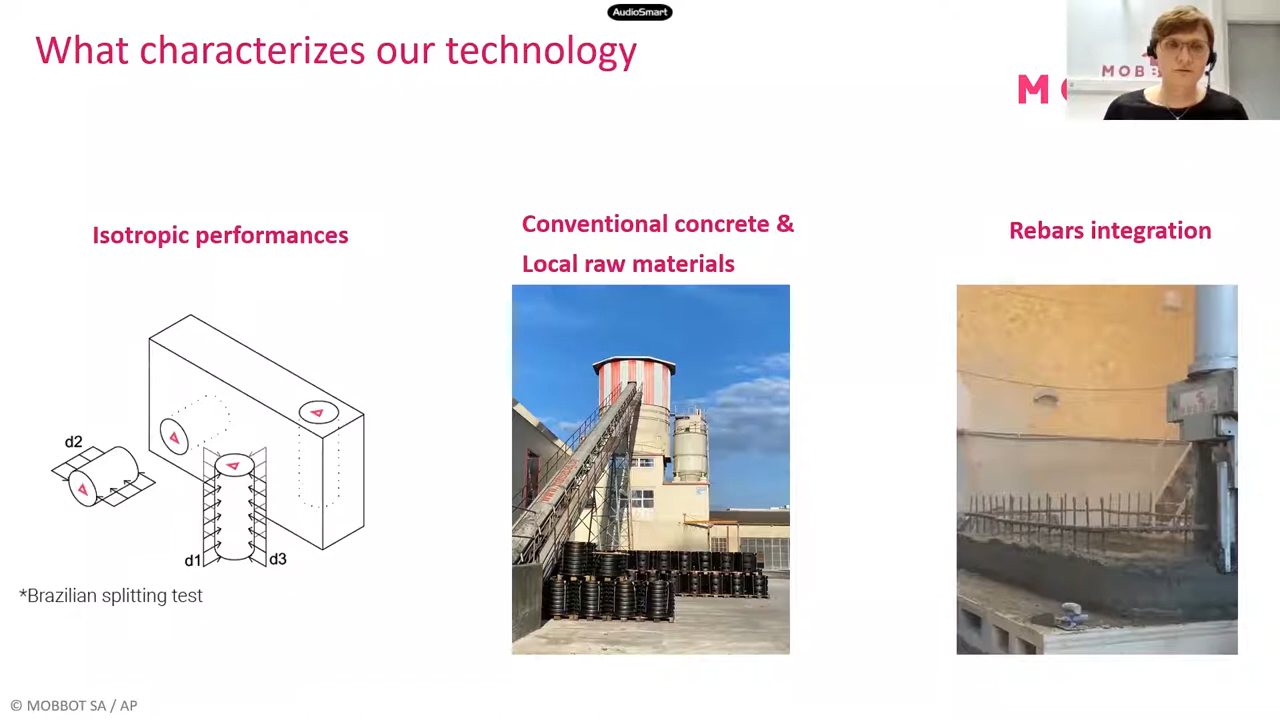 AudioSmart
What characterizes our technology
MOBB
M
Isotropic performances
Conventional concrete &
Local raw materials
Rebars integration
d2
d1
d3
*Brazilian splitting test
© MOBBOT SA / AP